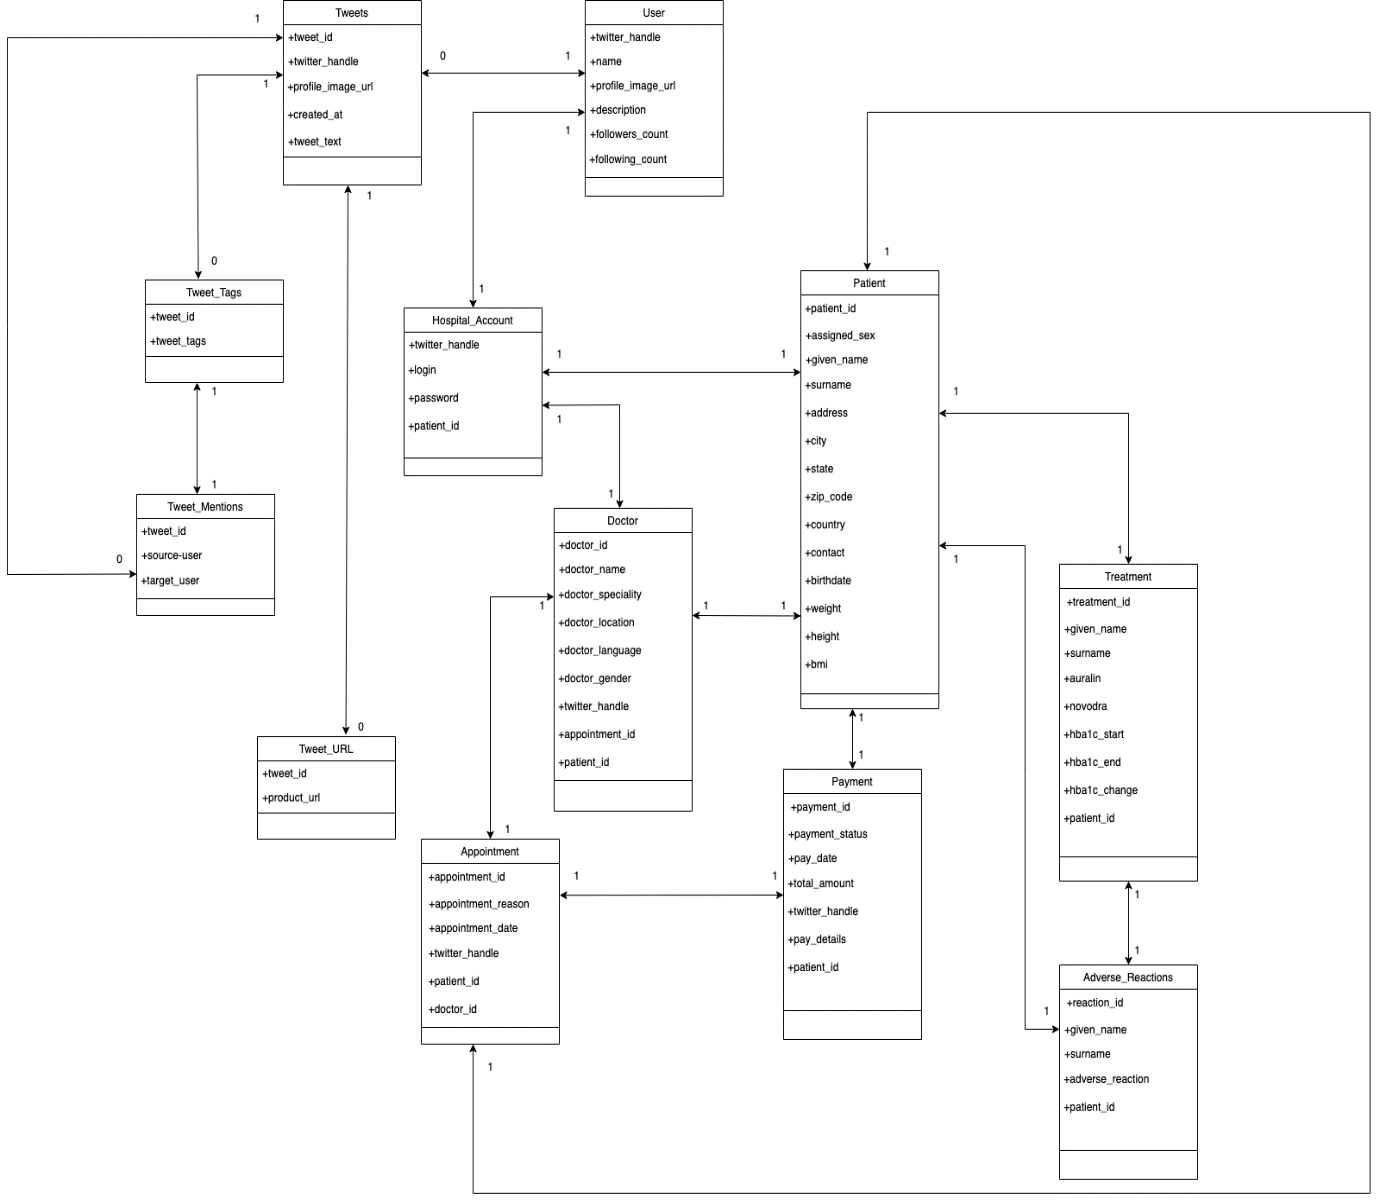 Tweets
+tweet_id
+twitter_handle
+profile_image_url
+created_at
+tweet_text
User
+twitter_handle
+name
+profile_image_url
+description
+followers_count
+following_count
1
1
0
1
1
1
0
1
Tweet_Tags
+tweet_id
+tweet_tags
1
1
Tweet_Mentions
+tweet_id
+source-user
+target_user
0
Hospital_Account
+twitter_handle
+login
+password
+patient_id
1
1
1
1
Patient
+patient_id
+assigned_sex
+given_name
+surname
+address
+city
+state
+zip_code
+country
+contact
+birthdate
+weight
+height
+bmi
1
1
1
Doctor
+doctor_id
+doctor_name
+doctor_speciality
+doctor_location
+doctor_language
+doctor_gender
+twitter_handle
+appointment_id
+patient_id
1
1
1
1
Treatment
+treatment_id
+given_name
+surname
+auralin
+novodra
+hba1c_start
+hba1c_end
+hba1c_change
+patient_id
0
Tweet_URL
+tweet_id
+product_url
1
1
Payment
+payment_id
+payment_status
+pay_date
+total_amount
+twitter_handle
+pay_details
+patient_id
1
Appointment
+appointment_id
+appointment_reason
+appointment_date
+twitter_handle
+patient_id
+doctor_id
1
1
1
1
1
Adverse_Reactions
+reaction_id
+given_name
+surname
+adverse_reaction
+patient_id
1
1